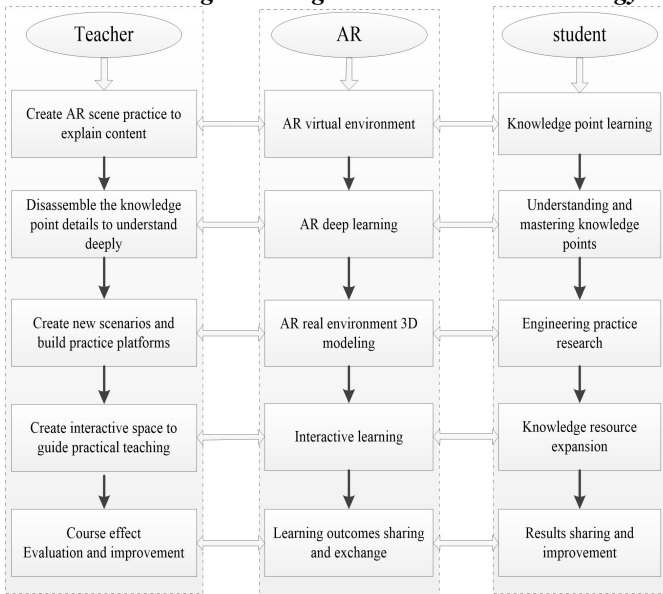 Teacher
AR
student
Create AR scene practice to
explain content
AR virtual environment
Knowledge point learning
Disassemble the knowledge
point details to understand
deeply
AR deep learning
Understanding and
mastering knowledge
points
Create new scenarios and
build practice platforms
AR real environment 3D
modeling
Engineering practice
research
Create interactive space to
guide practical teaching
Interactive learning
Knowledge resource
expansion
Course effect
Evaluation and improvement
Learning outcomes sharing
and exchange
Results sharing and
improvement